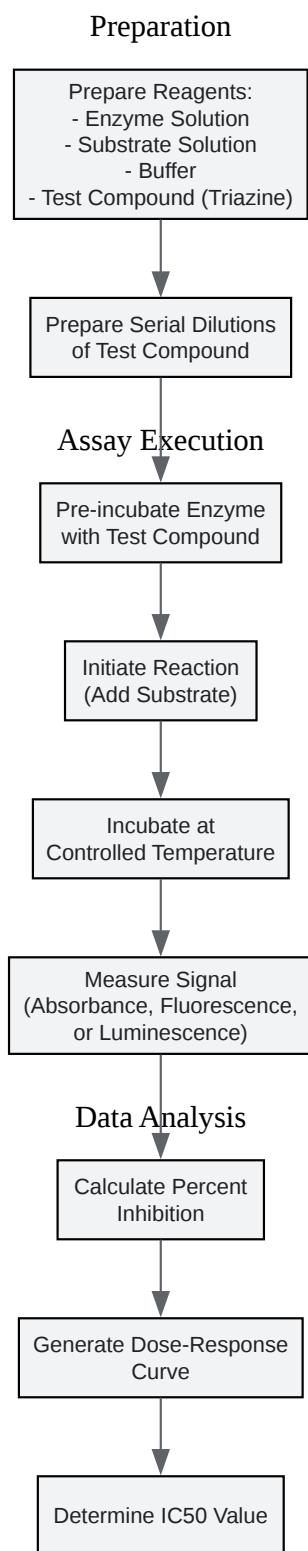 Preparation
Prepare Reagents:
- Enzyme Solution
- Substrate Solution
- Buffer
- Test Compound (Triazine)
Prepare Serial Dilutions
of Test Compound
Assay Execution
Pre-incubate Enzyme
with Test Compound
Initiate Reaction
(Add Substrate)
Incubate at
Controlled Temperature
Measure Signal
(Absorbance, Fluorescence,
or Luminescence)
Data Analysis
Calculate Percent
Inhibition
Generate Dose-Response
Curve
Determine IC50 Value